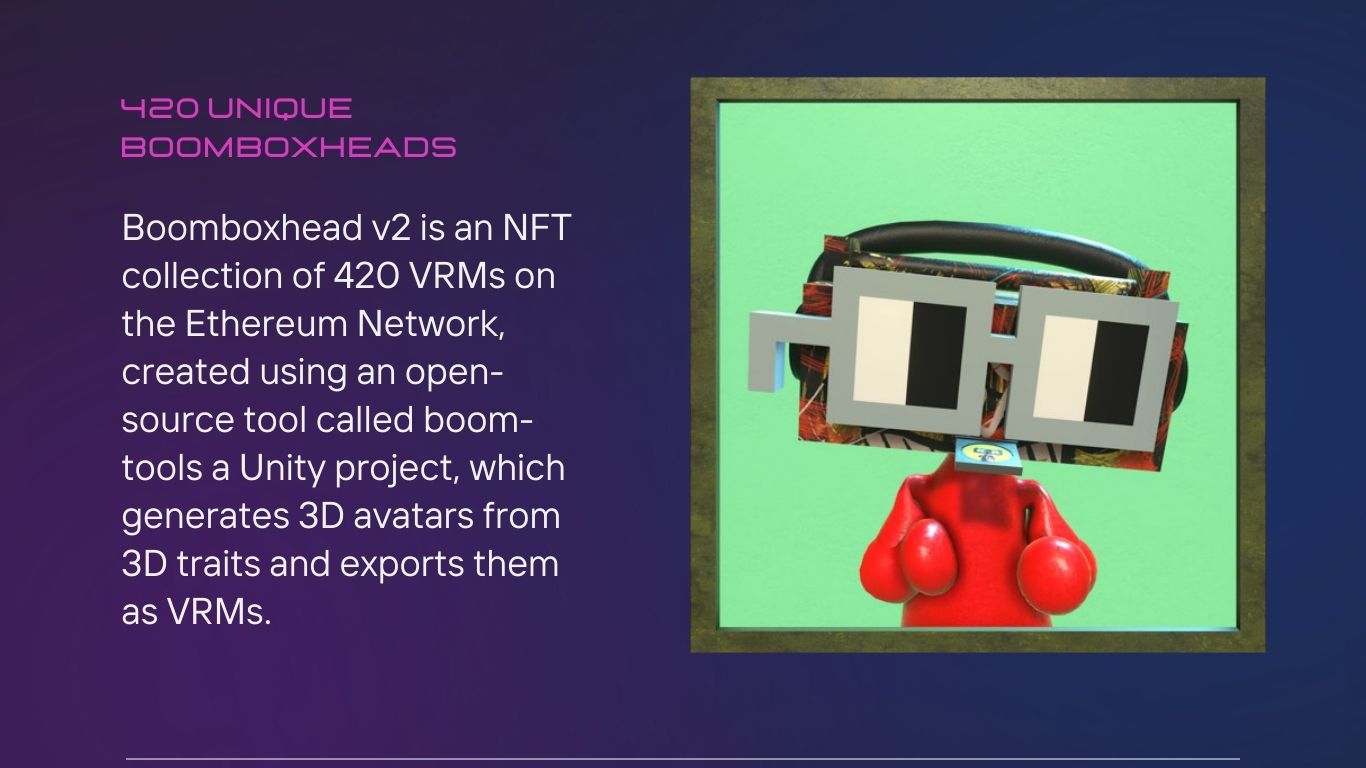 420 UNIQUE
BOOMBOXHEADS
Boomboxhead v2 is an NFT
collection of 420 VRMs on
the Ethereum Network,
created using an open-
source tool called boom-
tools a Unity project, which
generates 3D avatars from
3D traits and exports them
as VRMs.